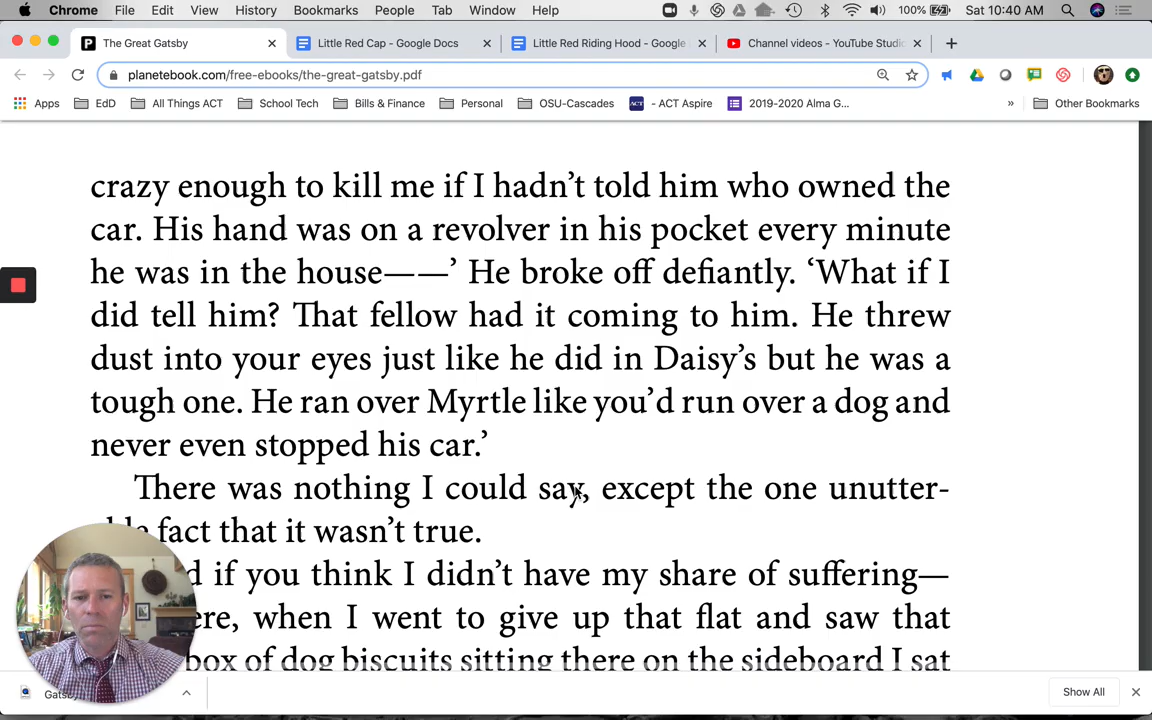 Chrome File Edit View History Bookmarks People Tab Window Help 100% Sat 10:40 AM
The Great Gatsby Little Red Cap - Google Docs Little Red Riding Hood - Google Channel videos - YouTube Studi
planetebook.com/free-ebooks/the-great-gatsby.pdf
Apps EdD All Things ACT School Tech Bills & Finance Personal OSU-Cascades ACT - ACT Aspire 2019-2020 Alma G... » Other Bookmarks
crazy enough to kill me if I hadn’t told him who owned the
car. His hand was on a revolver in his pocket every minute
he was in the house——’ He broke off defiantly. ‘What if I
did tell him? That fellow had it coming to him. He threw
dust into your eyes just like he did in Daisy’s but he was a
tough one. He ran over Myrtle like you’d run over a dog and
never even stopped his car.’
There was nothing I could say, except the one unutter-
fact that it wasn’t true.
if you think I didn’t have my share of suffering—
when I went to give up that flat and saw that
box of dog biscuits sitting there on the sideboard I sat
Show All